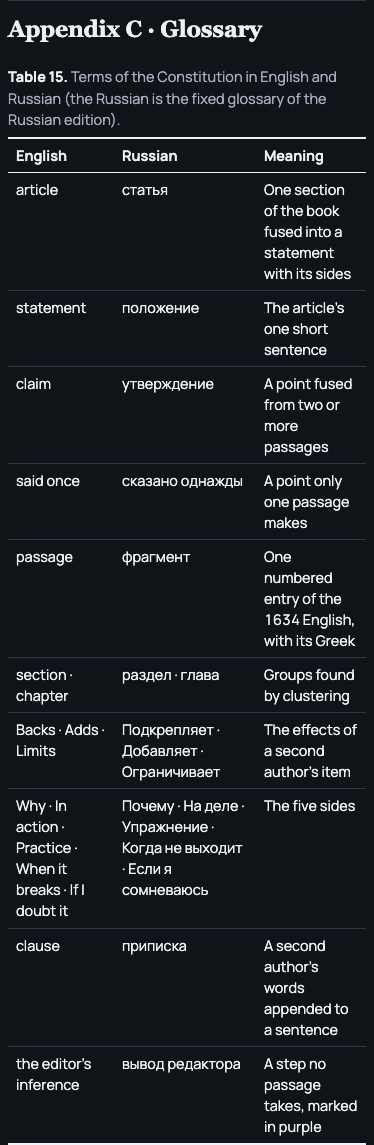 Appendix C · Glossary
Table 15. Terms of the Constitution in English and
Russian (the Russian is the fixed glossary of the
Russian edition).
English Russian Meaning
article статья One section
of the book
fused into a
statement
with its sides
statement положение The article's
one short
sentence
claim утверждение A point fused
from two or
more
passages
said once сказано однажды A point only
one passage
makes
passage фрагмент One
numbered
entry of the
1634 English,
with its Greek
section · раздел · глава Groups found
chapter by clustering
Backs · Adds · Подкрепляет · The effects of
Limits Добавляет · a second
Ограничивает author's item
Why · In Почему · На деле · The five sides
action · Упражнение ·
Practice · Когда не выходит
When it · Если я
breaks · If I сомневаюсь
doubt it
clause приписка A second
author's
words
appended to
a sentence
the editor's вывод редактора A step no
inference passage
takes, marked
in purple